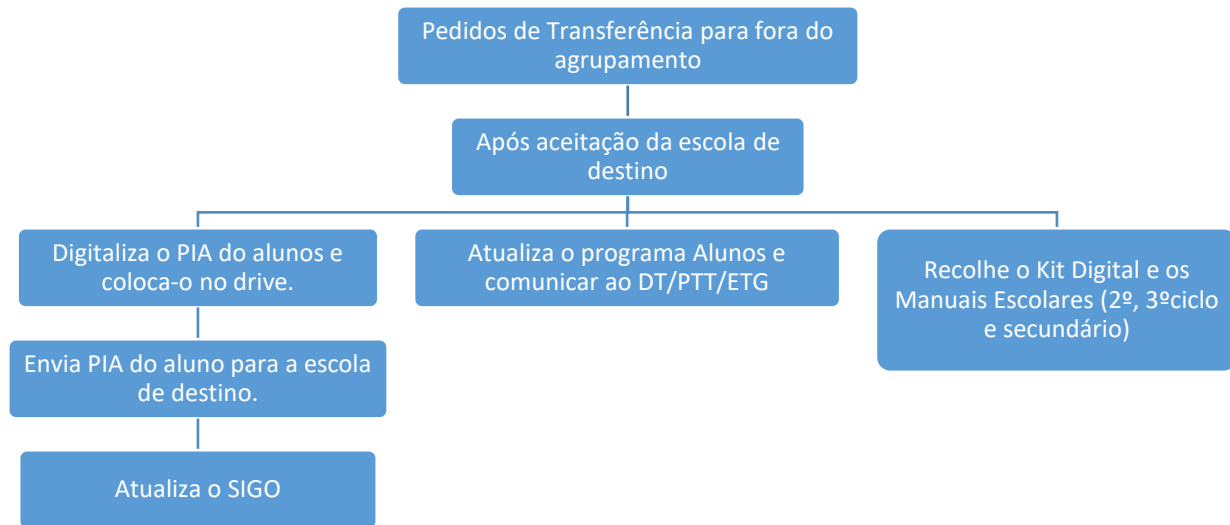 Pedidos de Transferência para fora do
agrupamento
Após aceitação da escola de
destino
Digitaliza o PIA do alunos e
coloca-o no drive.
Envia PIA do aluno para a escola
de destino.
Atualiza o SIGO
Atualiza o programa Alunos e
comunicar ao DT/PTT/ETG
Recolhe o Kit Digital e os
Manuais Escolares (2º, 3ºciclo
e secundário)